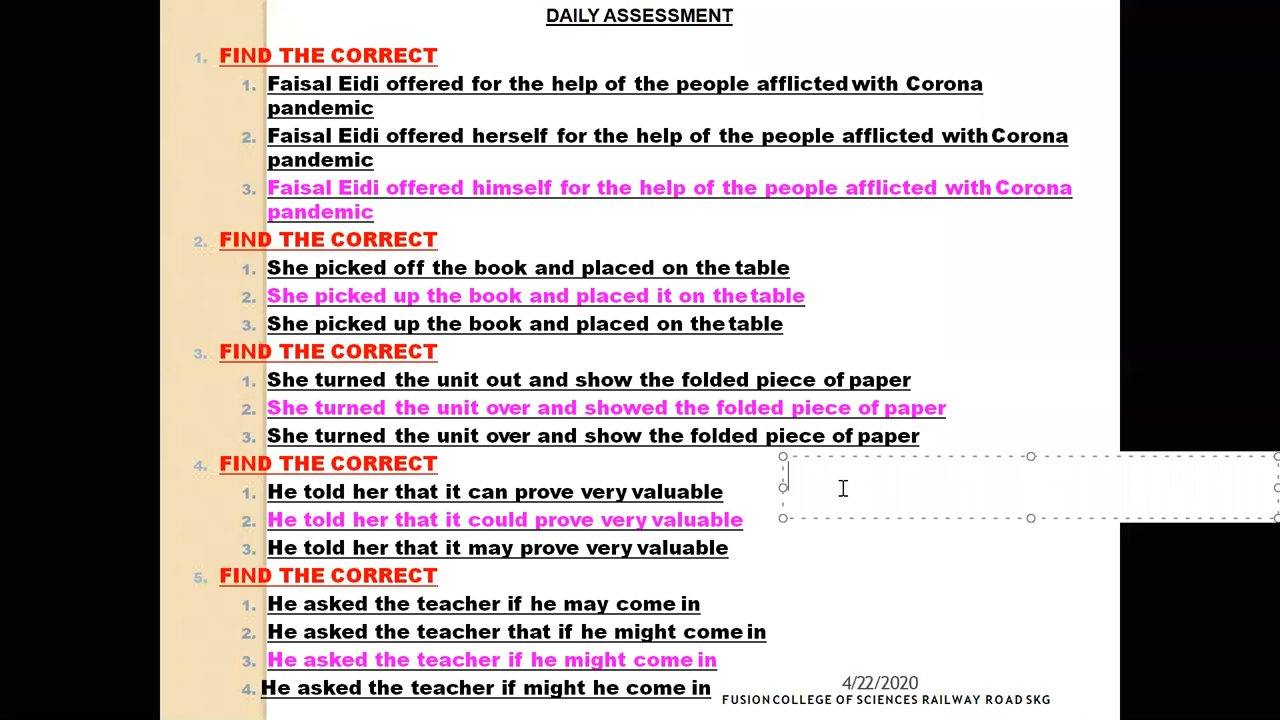 DAILY ASSESSMENT
1. FIND THE CORRECT
1. Faisal Eidi offered for the help of the people afflicted with Corona
pandemic
2. Faisal Eidi offered herself for the help of the people afflicted with Corona
pandemic
3. Faisal Eidi offered himself for the help of the people afflicted with Corona
pandemic
2. FIND THE CORRECT
1. She picked off the book and placed on the table
2. She picked up the book and placed it on the table
3. She picked up the book and placed on the table
3. FIND THE CORRECT
1. She turned the unit out and show the folded piece of paper
2. She turned the unit over and showed the folded piece of paper
3. She turned the unit over and show the folded piece of paper
4. FIND THE CORRECT
1. He told her that it can prove very valuable
2. He told her that it could prove very valuable
3. He told her that it may prove very valuable
5. FIND THE CORRECT
1. He asked the teacher if he may come in
2. He asked the teacher that if he might come in
3. He asked the teacher if he might come in
4. He asked the teacher if might he come in
4/22/2020
FUSION COLLEGE OF SCIENCES RAILWAY ROAD SKG